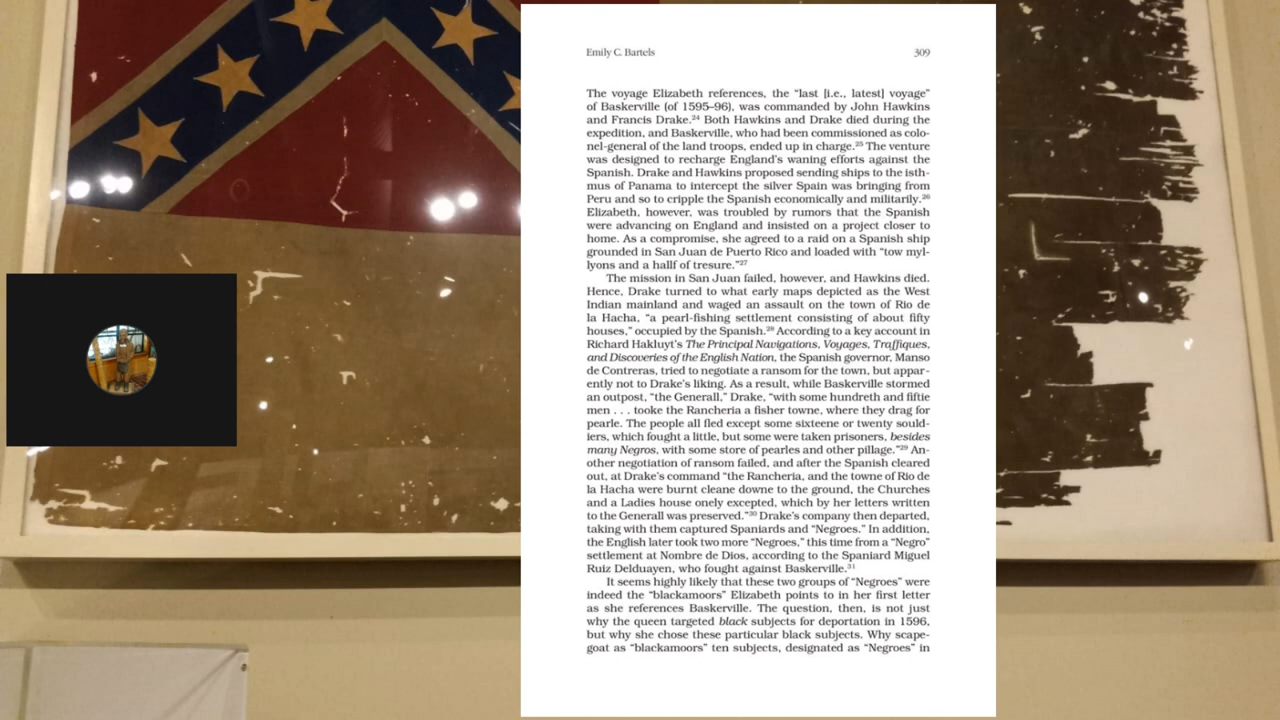 Emily C. Bartels 309
The voyage Elizabeth references, the “last [i.e., latest] voyage”
of Baskerville (of 1595–96), was commanded by John Hawkins
and Francis Drake.24 Both Hawkins and Drake died during the
expedition, and Baskerville, who had been commissioned as colo-
nel-general of the land troops, ended up in charge.25 The venture
was designed to recharge England’s waning efforts against the
Spanish. Drake and Hawkins proposed sending ships to the isth-
mus of Panama to intercept the silver Spain was bringing from
Peru and so to cripple the Spanish economically and militarily.26
Elizabeth, however, was troubled by rumors that the Spanish
were advancing on England and insisted on a project closer to
home. As a compromise, she agreed to a raid on a Spanish ship
grounded in San Juan de Puerto Rico and loaded with “tow myl-
lyons and a hallf of tresure.”27
The mission in San Juan failed, however, and Hawkins died.
Hence, Drake turned to what early maps depicted as the West
Indian mainland and waged an assault on the town of Rio de
la Hacha, “a pearl-fishing settlement consisting of about fifty
houses,” occupied by the Spanish.28 According to a key account in
Richard Hakluyt’s The Principal Navigations, Voyages, Traffiques,
and Discoveries of the English Nation, the Spanish governor, Manso
de Contreras, tried to negotiate a ransom for the town, but appar-
ently not to Drake’s liking. As a result, while Baskerville stormed
an outpost, “the Generall,” Drake, “with some hundreth and fiftie
men . . . tooke the Rancheria a fisher towne, where they drag for
pearle. The people all fled except some sixteene or twenty sould-
iers, which fought a little, but some were taken prisoners, besides
many Negros, with some store of pearles and other pillage.”29 An-
other negotiation of ransom failed, and after the Spanish cleared
out, at Drake’s command “the Rancheria, and the towne of Rio de
la Hacha were burnt cleane downe to the ground, the Churches
and a Ladies house onely excepted, which by her letters written
to the Generall was preserved.”30 Drake’s company then departed,
taking with them captured Spaniards and “Negroes.” In addition,
the English later took two more “Negroes,” this time from a “Negro”
settlement at Nombre de Dios, according to the Spaniard Miguel
Ruiz Delduayen, who fought against Baskerville.31
It seems highly likely that these two groups of “Negroes” were
indeed the “blackamoors” Elizabeth points to in her first letter
as she references Baskerville. The question, then, is not just
why the queen targeted black subjects for deportation in 1596,
but why she chose these particular black subjects. Why scape-
goat as “blackamoors” ten subjects, designated as “Negroes” in